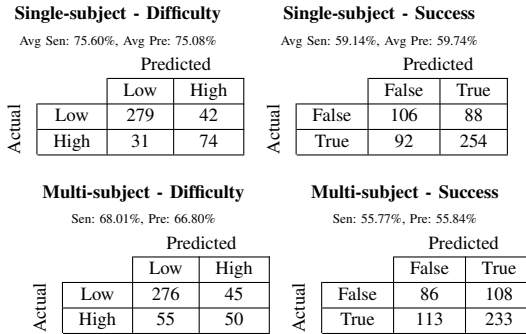 Single-subject - Difficulty
Avg Sen: 75.60%, Avg Pre: 75.08%
Predicted
Low High
Actual
Low 279 42
High 31 74
Single-subject - Success
Avg Sen: 59.14%, Avg Pre: 59.74%
Predicted
False True
Actual
False 106 88
True 92 254
Multi-subject - Difficulty
Sen: 68.01%, Pre: 66.80%
Predicted
Low High
Actual
Low 276 45
High 55 50
Multi-subject - Success
Sen: 55.77%, Pre: 55.84%
Predicted
False True
Actual
False 86 108
True 113 233